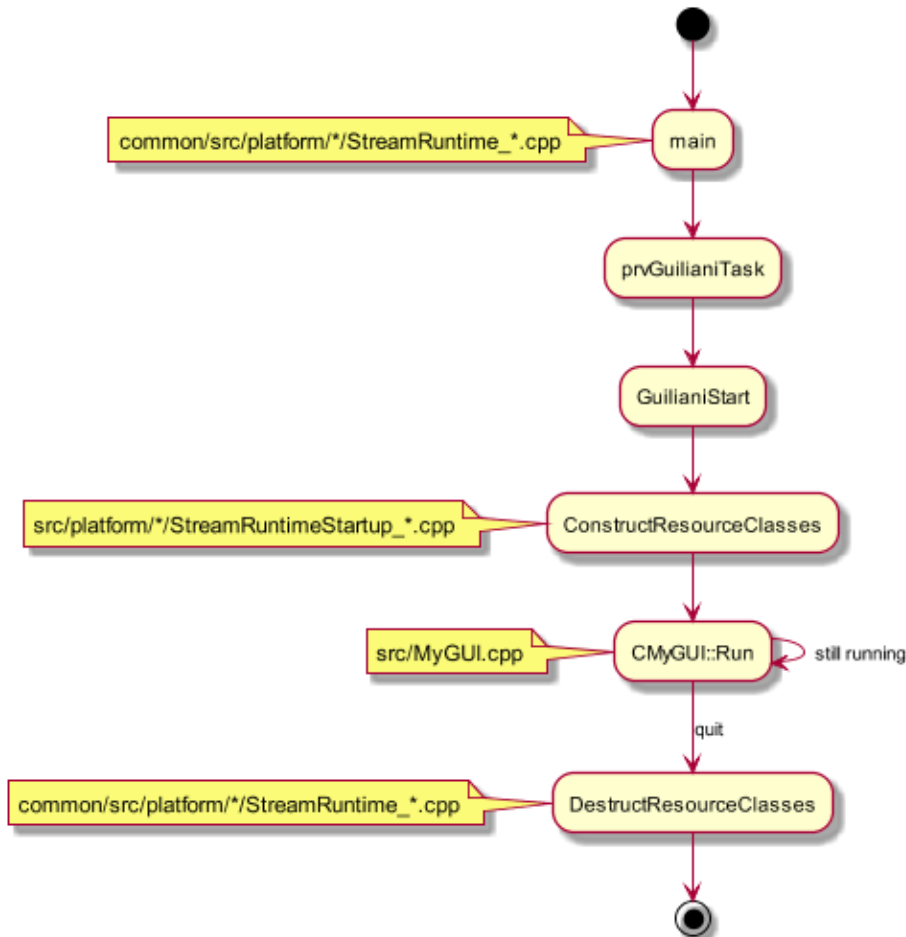 common/src/platform/*/StreamRuntime_*.cpp
main
prvGuilianiTask
GuilianiStart
src/platform/*/StreamRuntimeStartup_*.cpp
ConstructResourceClasses
src/MyGUI.cpp
CMyGUI::Run
still running
quit
common/src/platform/*/StreamRuntime_*.cpp
DestructResourceClasses